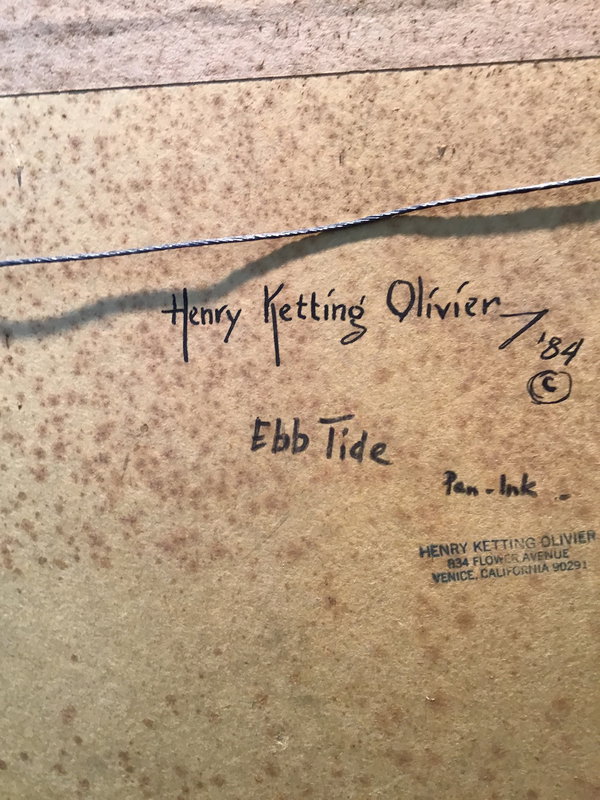 Henry Ketting Olivier
'84
©
Ebb Tide
Pen-Ink
HENRY KETTING OLIVIER
834 FLOWER AVENUE
VENICE, CALIFORNIA 90291